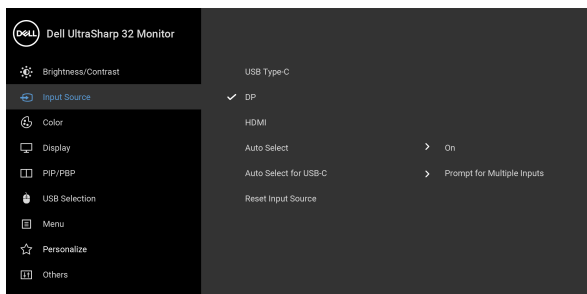 DELL Dell UltraSharp 32 Monitor
Brightness/Contrast USB Type-C
Input Source DP
Color HDMI
Display Auto Select On
PIP/PBP Auto Select for USB-C Prompt for Multiple Inputs
USB Selection Reset Input Source
Menu
Personalize
Others